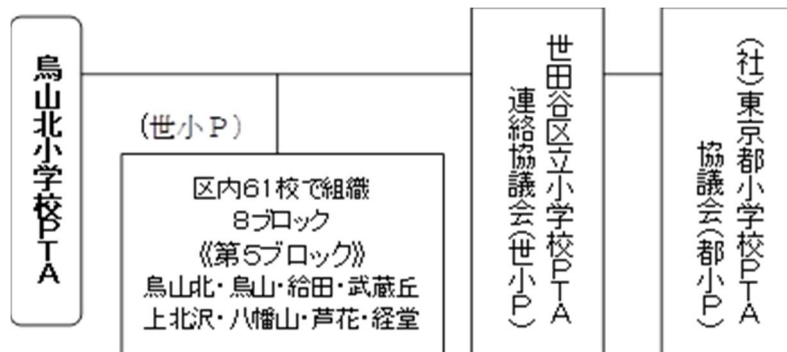 烏山北小学校PTA
(世小P)
区内61校で組織
8ブロック
《第5ブロック》
烏山北・烏山・給田・武蔵丘
上北沢・八幡山・芦花・経堂
世田谷区立小学校PTA
連絡協議会(世小P)
(社)東京都小学校PTA
協議会(都小P)